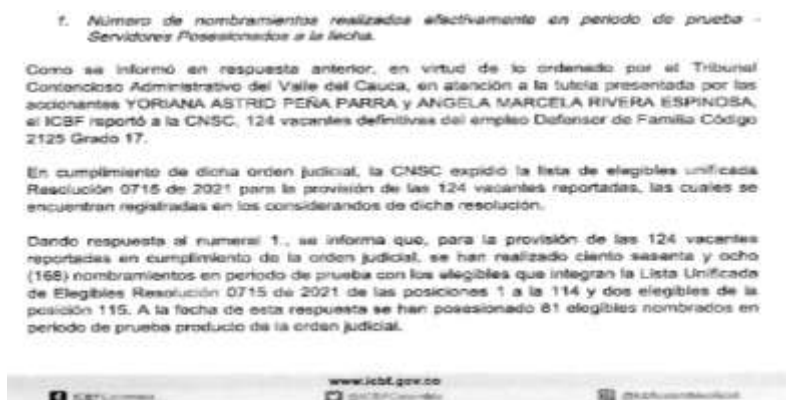 1. Número de nombramientos realizados efectivamente en periodo de prueba -
Servidores Posesionados a la fecha.
Como se informó en respuesta anterior, en virtud de lo ordenado por el Tribunal
Contencioso Administrativo del Valle del Cauca, en atención a la tutela presentada por las
accionantes YORIANA ASTRID PEÑA PARRA y ANGELA MARCELA RIVERA ESPINOSA,
el ICBF reportó a la CNSC, 124 vacantes definitivas del empleo Defensor de Familia Código
2125 Grado 17.
En cumplimiento de dicha orden judicial, la CNSC expidió la lista de elegibles unificada
Resolución 0715 de 2021 para la provisión de las 124 vacantes reportadas, las cuales se
encuentran registradas en los considerandos de dicha resolución.
Dando respuesta al numeral 1., se informa que, para la provisión de las 124 vacantes
reportadas en cumplimiento de la orden judicial, se han realizado ciento sesenta y ocho
(168) nombramientos en periodo de prueba con los elegibles que integran la Lista Unificada
de Elegibles Resolución 0715 de 2021 de las posiciones 1 a la 114 y dos elegibles de la
posición 115. A la fecha de esta respuesta se han posesionado 81 elegibles nombrados en
periodo de prueba producto de la orden judicial.
www.icbf.gov.co
ICBFColombia @ICBFColombia